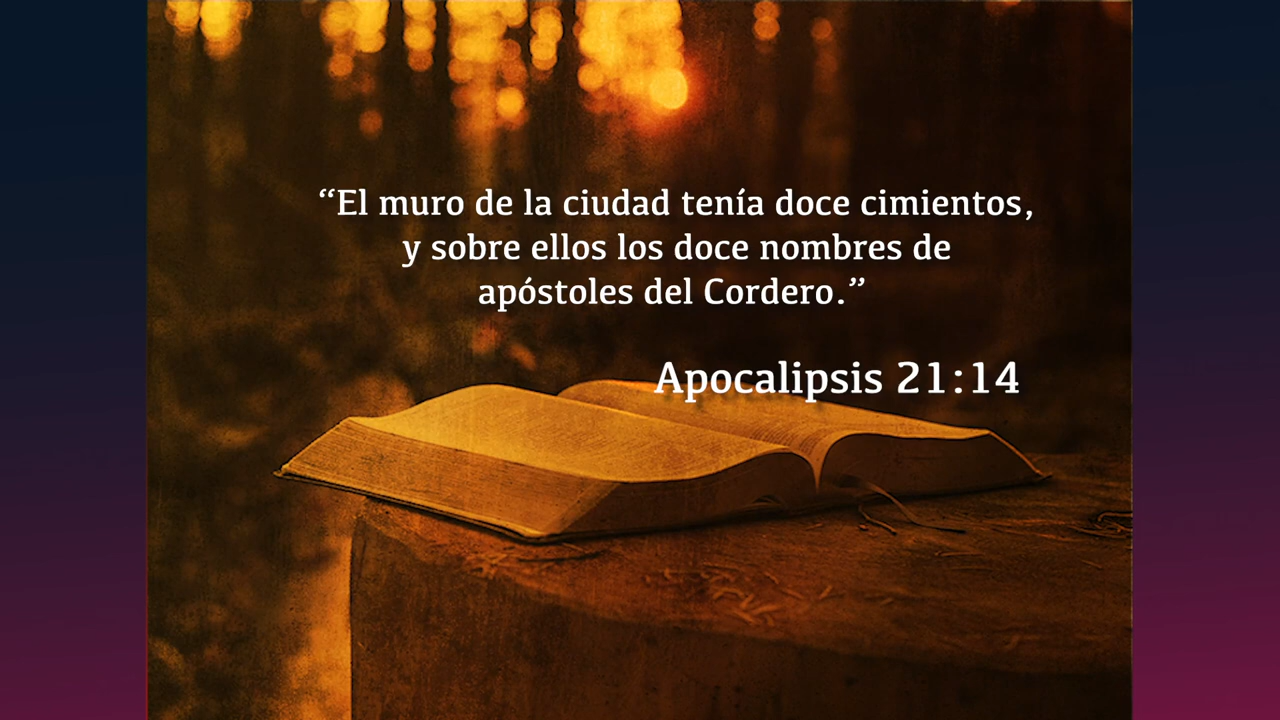 “El muro de la ciudad tenía doce cimientos,
y sobre ellos los doce nombres de
apóstoles del Cordero.”
Apocalipsis 21:14